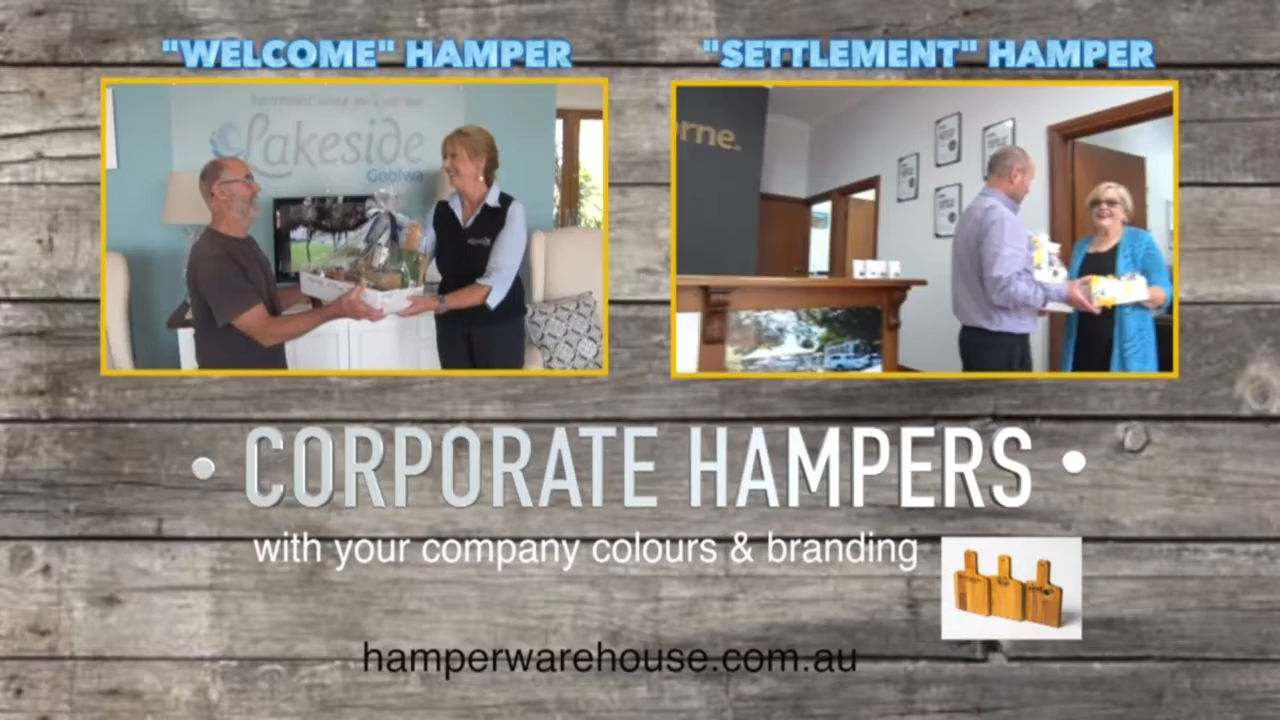 "WELCOME" HAMPER
"SETTLEMENT" HAMPER
Lakeside
Goolwa
rne.
• CORPORATE HAMPERS •
with your company colours & branding
hamperwarehouse.com.au